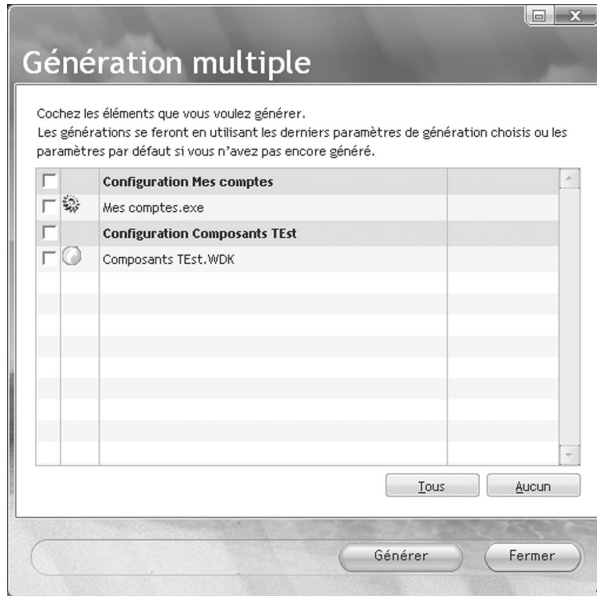 Génération multiple
Cochez les éléments que vous voulez générer.
Les générations se feront en utilisant les derniers paramètres de génération choisis ou les
paramètres par défaut si vous n'avez pas encore généré.
Configuration Mes comptes
Mes comptes.exe
Configuration Composants TEst
Composants TEst.WDK
Tous
Aucun
Générer
Fermer